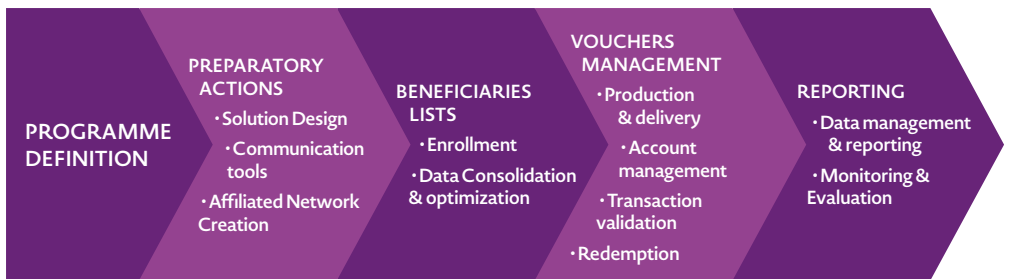 PROGRAMME
DEFINITION
PREPARATORY
ACTIONS
· Solution Design
· Communication
tools
· Affiliated Network
Creation
BENEFICIARIES
LISTS
· Enrollment
· Data Consolidation
& optimization
VOUCHERS
MANAGEMENT
· Production
& delivery
· Account
management
· Transaction
validation
· Redemption
REPORTING
· Data management
& reporting
· Monitoring &
Evaluation